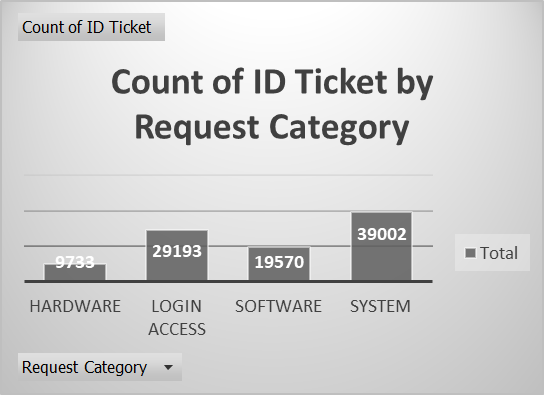 Count of ID Ticket
Count of ID Ticket by
Request Category
9733
29193
19570
39002
Total
HARDWARE
LOGIN
ACCESS
SOFTWARE
SYSTEM
Request Category